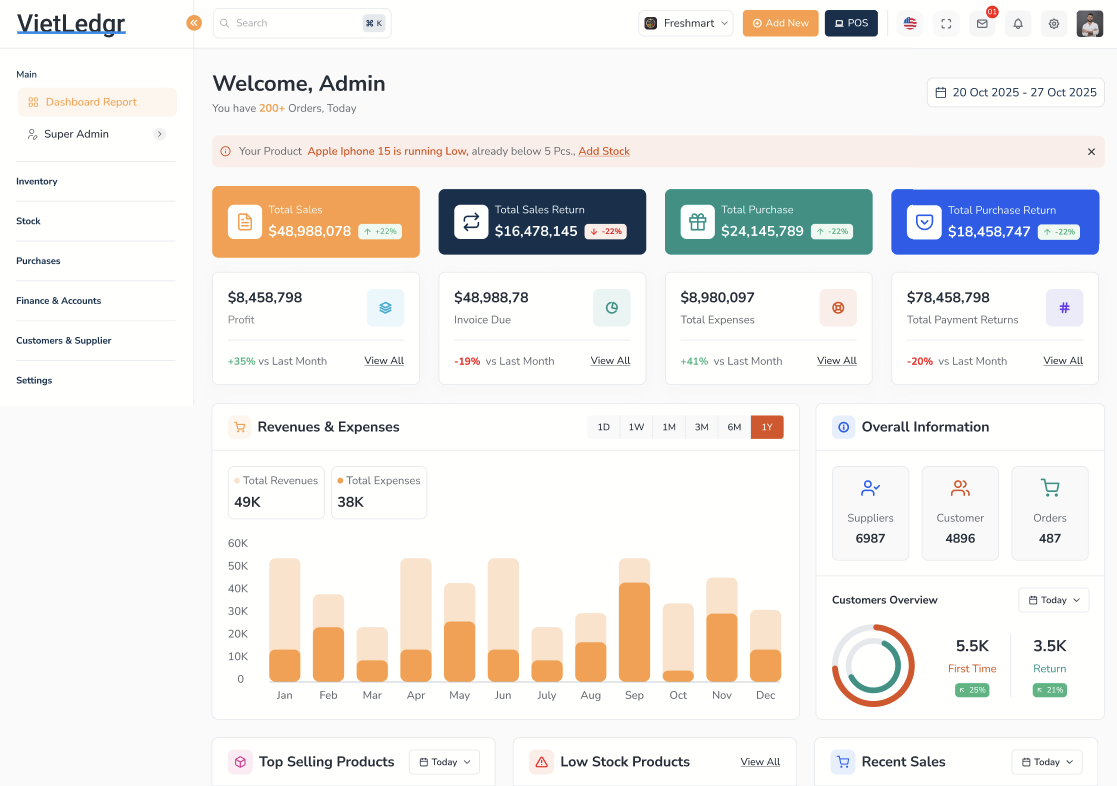 VietLedgr
Search
⌘ K
Freshmart
Add New
POS
01
Main
Dashboard Report
Super Admin
Inventory
Stock
Purchases
Finance & Accounts
Customers & Supplier
Settings
Welcome, Admin
You have 200+ Orders, Today
20 Oct 2025 - 27 Oct 2025
Your Product Apple Iphone 15 is running Low, already below 5 Pcs., Add Stock
Total Sales
$48,988,078 +22%
Total Sales Return
$16,478,145 -22%
Total Purchase
$24,145,789 -22%
Total Purchase Return
$18,458,747 -22%
$8,458,798
Profit
+35% vs Last Month View All
$48,988,78
Invoice Due
-19% vs Last Month View All
$8,980,097
Total Expenses
+41% vs Last Month View All
$78,458,798
Total Payment Returns
-20% vs Last Month View All
Revenues & Expenses
1D 1W 1M 3M 6M 1Y
Total Revenues
49K
Total Expenses
38K
60K
50K
40K
30K
20K
10K
0
Jan Feb Mar Apr May Jun July Aug Sep Oct Nov Dec
Overall Information
Suppliers
6987
Customer
4896
Orders
487
Customers Overview
Today
5.5K
First Time
25%
3.5K
Return
21%
Top Selling Products
Today
Low Stock Products
View All
Recent Sales
Today